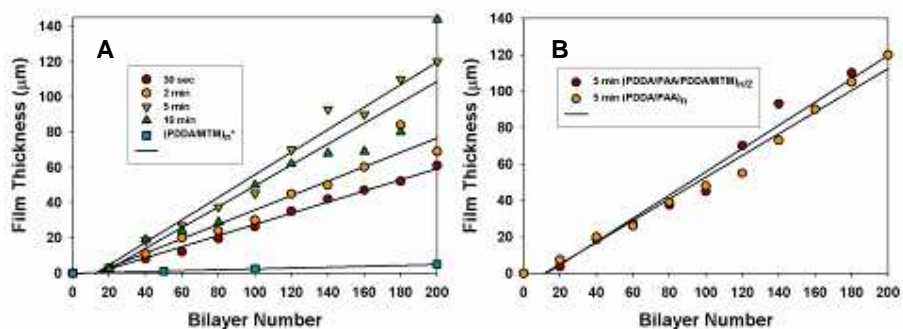 A
B
Film Thickness (µm)
140
120
100
80
60
40
20
0
30 sec
2 min
5 min
10 min
(PDDA/MTM)n*
0 20 40 60 80 100 120 140 160 180 200
Bilayer Number
Film Thickness (µm)
140
120
100
80
60
40
20
0
5 min (PDDA/PAA/PDDA/MTM)n/2
5 min (PDDA/PAA)n
0 20 40 60 80 100 120 140 160 180 200
Bilayer Number